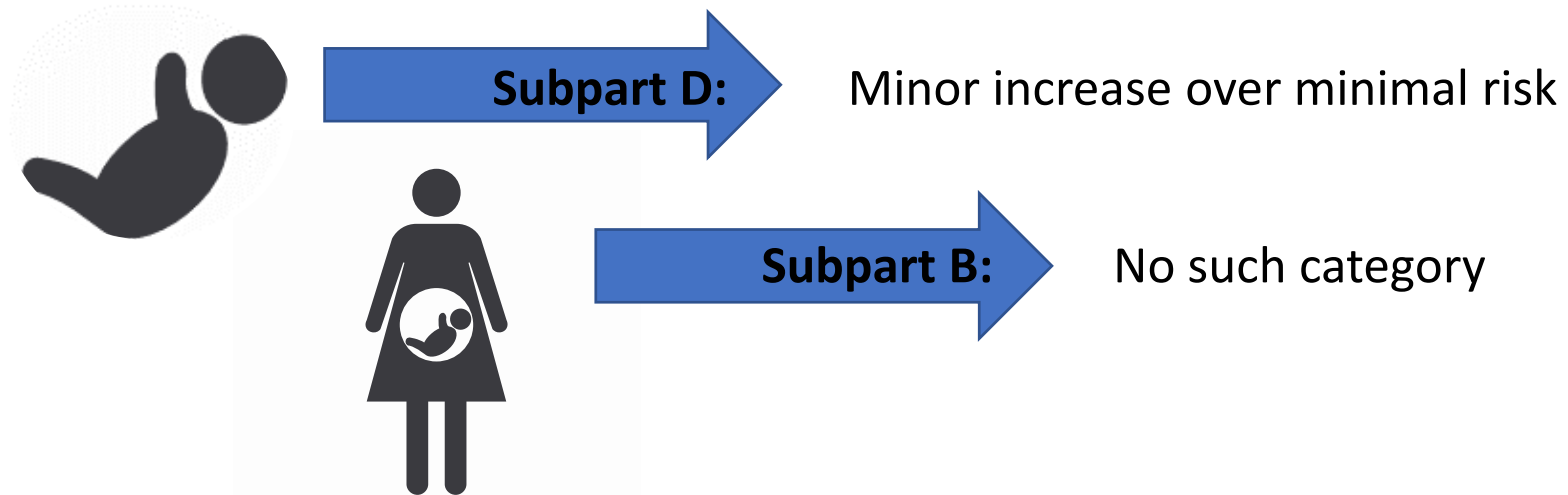 Subpart D: Minor increase over minimal risk
Subpart B: No such category